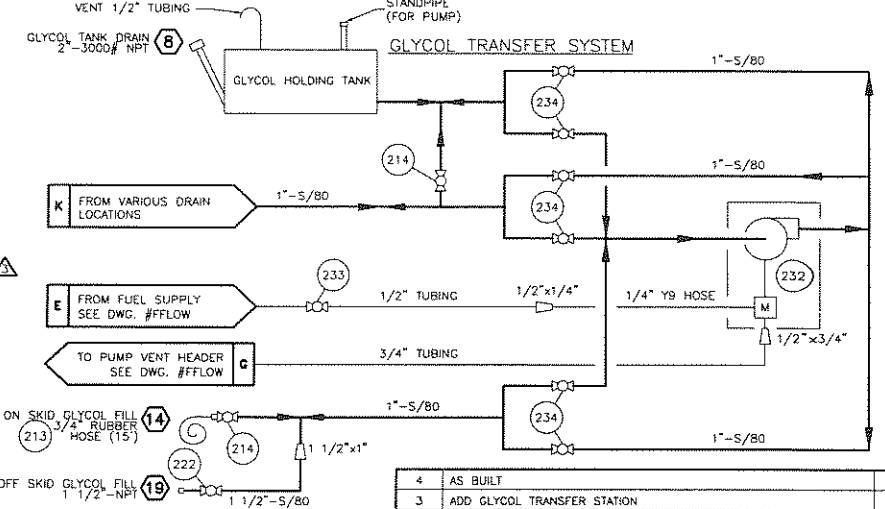 VENT 1/2" TUBING
STANDPIPE
(FOR PUMP)
GLYCOL TANK DRAIN
2"-3000# NPT
8
GLYCOL TRANSFER SYSTEM
GLYCOL HOLDING TANK
1"-S/80
234
214
1"-S/80
K
FROM VARIOUS DRAIN
LOCATIONS
1"-S/80
234
232
3
233
E
FROM FUEL SUPPLY
SEE DWG. #FFLOW
1/2" TUBING
1/2"x1/4"
1/4" Y9 HOSE
M
1/2"x3/4"
TO PUMP VENT HEADER
SEE DWG. #FFLOW
G
3/4" TUBING
ON SKID GLYCOL FILL
3/4" RUBBER
HOSE (15')
14
213
214
1"-S/80
234
1"-S/80
1 1/2"x1"
222
OFF SKID GLYCOL FILL
1 1/2"-NPT
19
1 1/2"-S/80
4 AS BUILT
3 ADD GLYCOL TRANSFER STATION